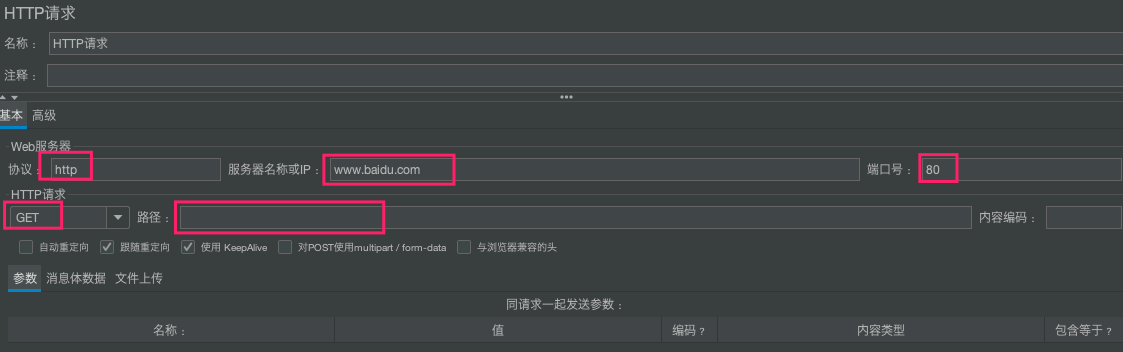 HTTP请求
名称： HTTP请求
注释：
基本 高级
Web服务器
协议： http 服务器名称或IP： www.baidu.com 端口号： 80
HTTP请求
GET 路径： 内容编码：
自动重定向 跟随重定向 使用 KeepAlive 对POST使用multipart / form-data 与浏览器兼容的头
参数 消息体数据 文件上传
同请求一起发送参数：
名称： 值 编码？ 内容类型 包含等于？